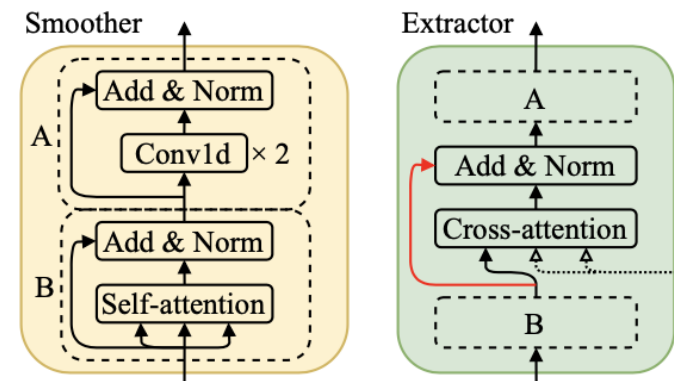 Smoother
Add & Norm
A
Conv1d × 2
Add & Norm
B
Self-attention
Extractor
A
Add & Norm
Cross-attention
B